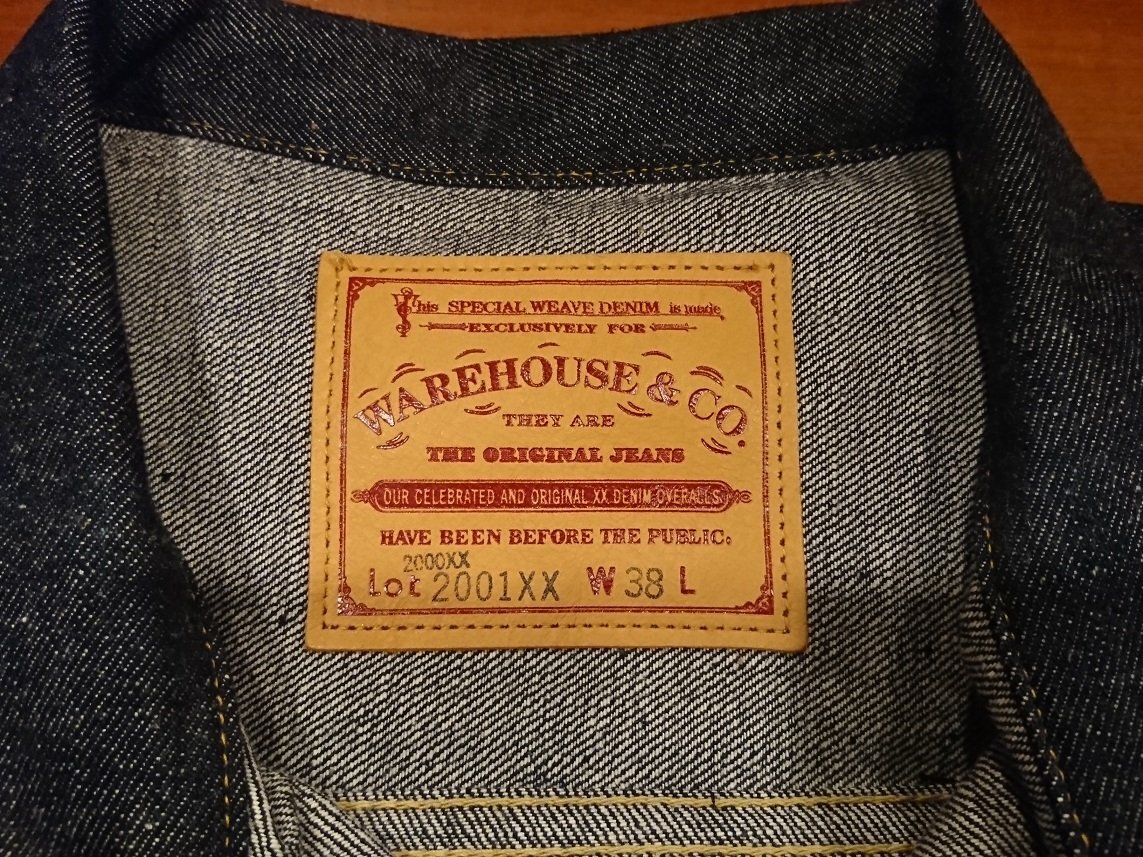 This SPECIAL WEAVE DENIM is made
EXCLUSIVELY FOR
WAREHOUSE & CO.
THEY ARE
THE ORIGINAL JEANS
OUR CELEBRATED AND ORIGINAL XX DENIM OVERALLS
HAVE BEEN BEFORE THE PUBLIC.
2000XX
Lot 2001XX W 38 L